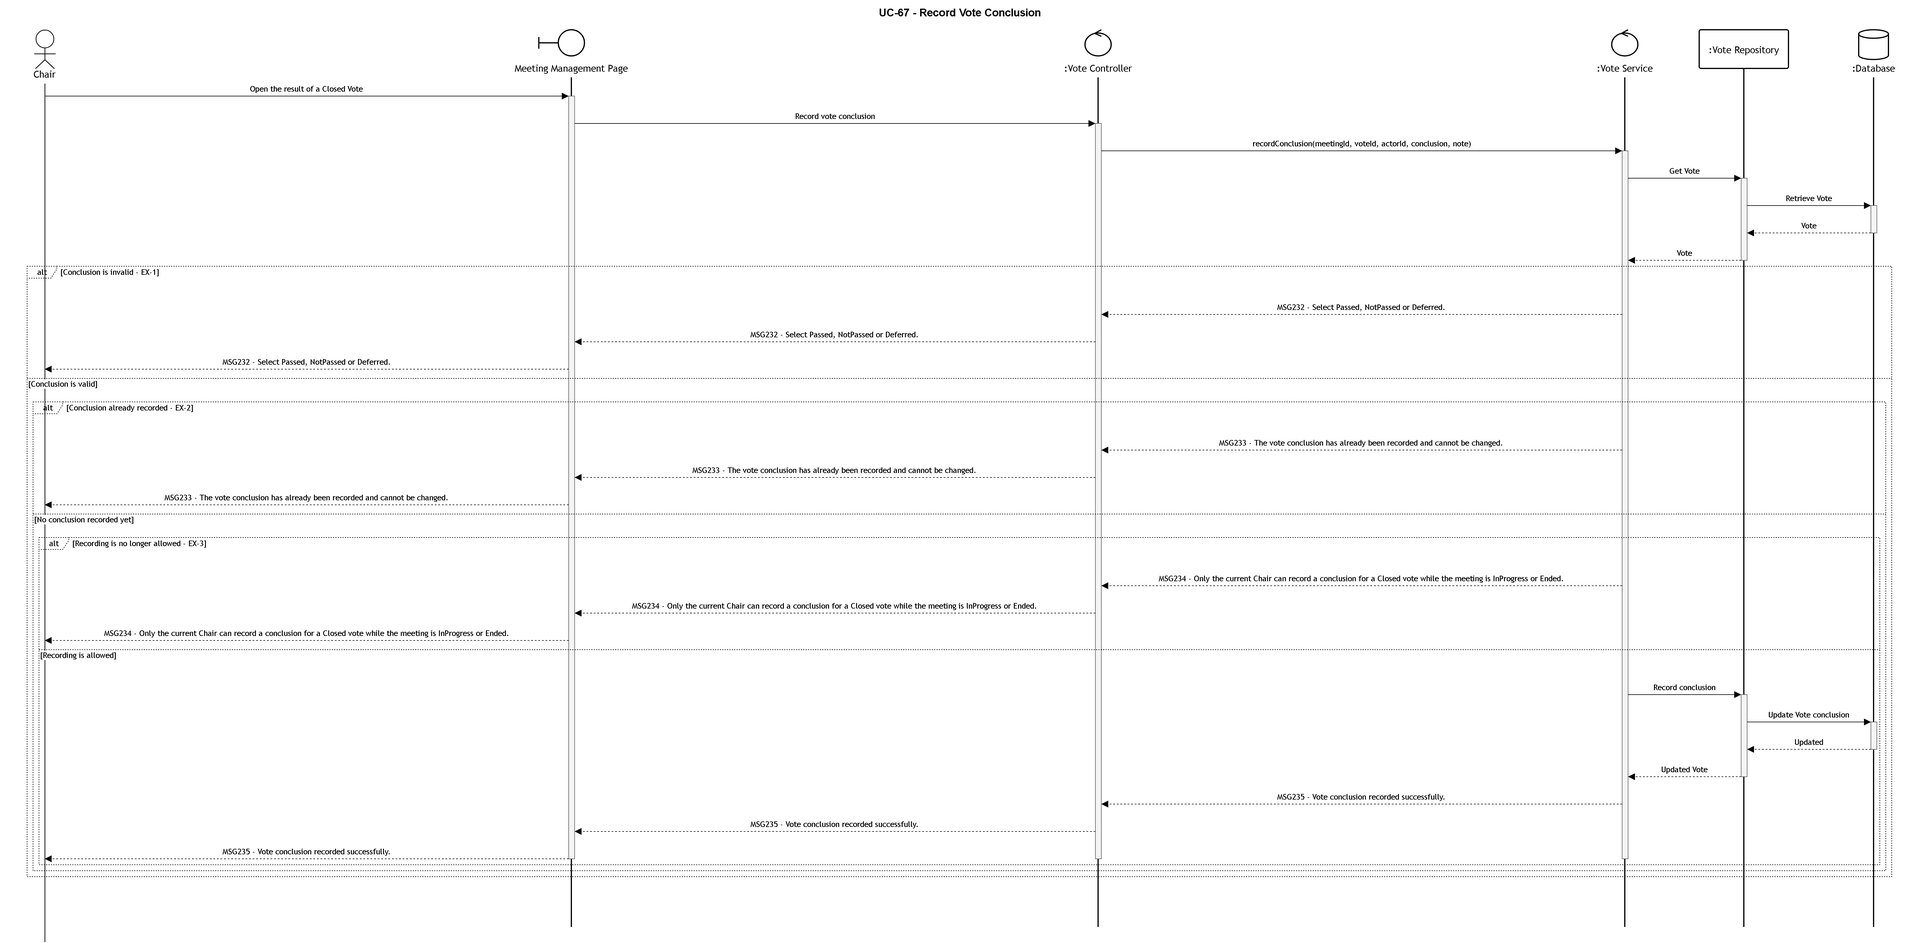 UC-67 - Record Vote Conclusion
Chair
Meeting Management Page
:Vote Controller
:Vote Service
:Vote Repository
:Database
Open the result of a Closed Vote
Record vote conclusion
recordConclusion(meetingId, voteId, actorId, conclusion, note)
Get Vote
Retrieve Vote
Vote
Vote
alt [Conclusion is invalid - EX-1]
MSG232 - Select Passed, NotPassed or Deferred.
MSG232 - Select Passed, NotPassed or Deferred.
MSG232 - Select Passed, NotPassed or Deferred.
[Conclusion is valid]
alt [Conclusion already recorded - EX-2]
MSG233 - The vote conclusion has already been recorded and cannot be changed.
MSG233 - The vote conclusion has already been recorded and cannot be changed.
MSG233 - The vote conclusion has already been recorded and cannot be changed.
[No conclusion recorded yet]
alt [Recording is no longer allowed - EX-3]
MSG234 - Only the current Chair can record a conclusion for a Closed vote while the meeting is InProgress or Ended.
MSG234 - Only the current Chair can record a conclusion for a Closed vote while the meeting is InProgress or Ended.
MSG234 - Only the current Chair can record a conclusion for a Closed vote while the meeting is InProgress or Ended.
[Recording is allowed]
Record conclusion
Update Vote conclusion
Updated
Updated Vote
MSG235 - Vote conclusion recorded successfully.
MSG235 - Vote conclusion recorded successfully.
MSG235 - Vote conclusion recorded successfully.